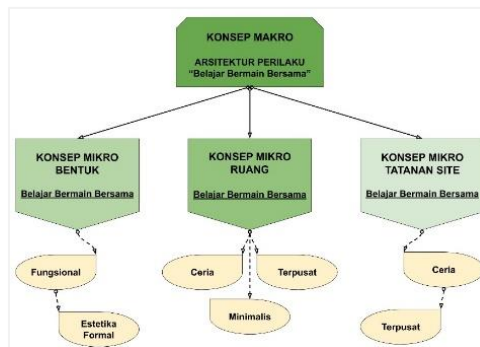 KONSEP MAKRO
ARSITEKTUR PERILAKU
“Belajar Bermain Bersama”
KONSEP MIKRO
BENTUK
Belajar Bermain Bersama
KONSEP MIKRO
RUANG
Belajar Bermain Bersama
KONSEP MIKRO
TATANAN SITE
Belajar Bermain Bersama
Fungsional
Estetika
Formal
Ceria
Terpusat
Minimalis
Ceria
Terpusat